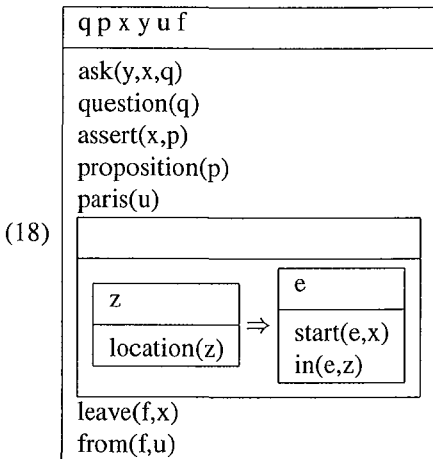 q p x y u f
ask(y,x,q)
question(q)
assert(x,p)
proposition(p)
paris(u)
(18)
z
location(z)
⇒
e
start(e,x)
in(e,z)
leave(f,x)
from(f,u)